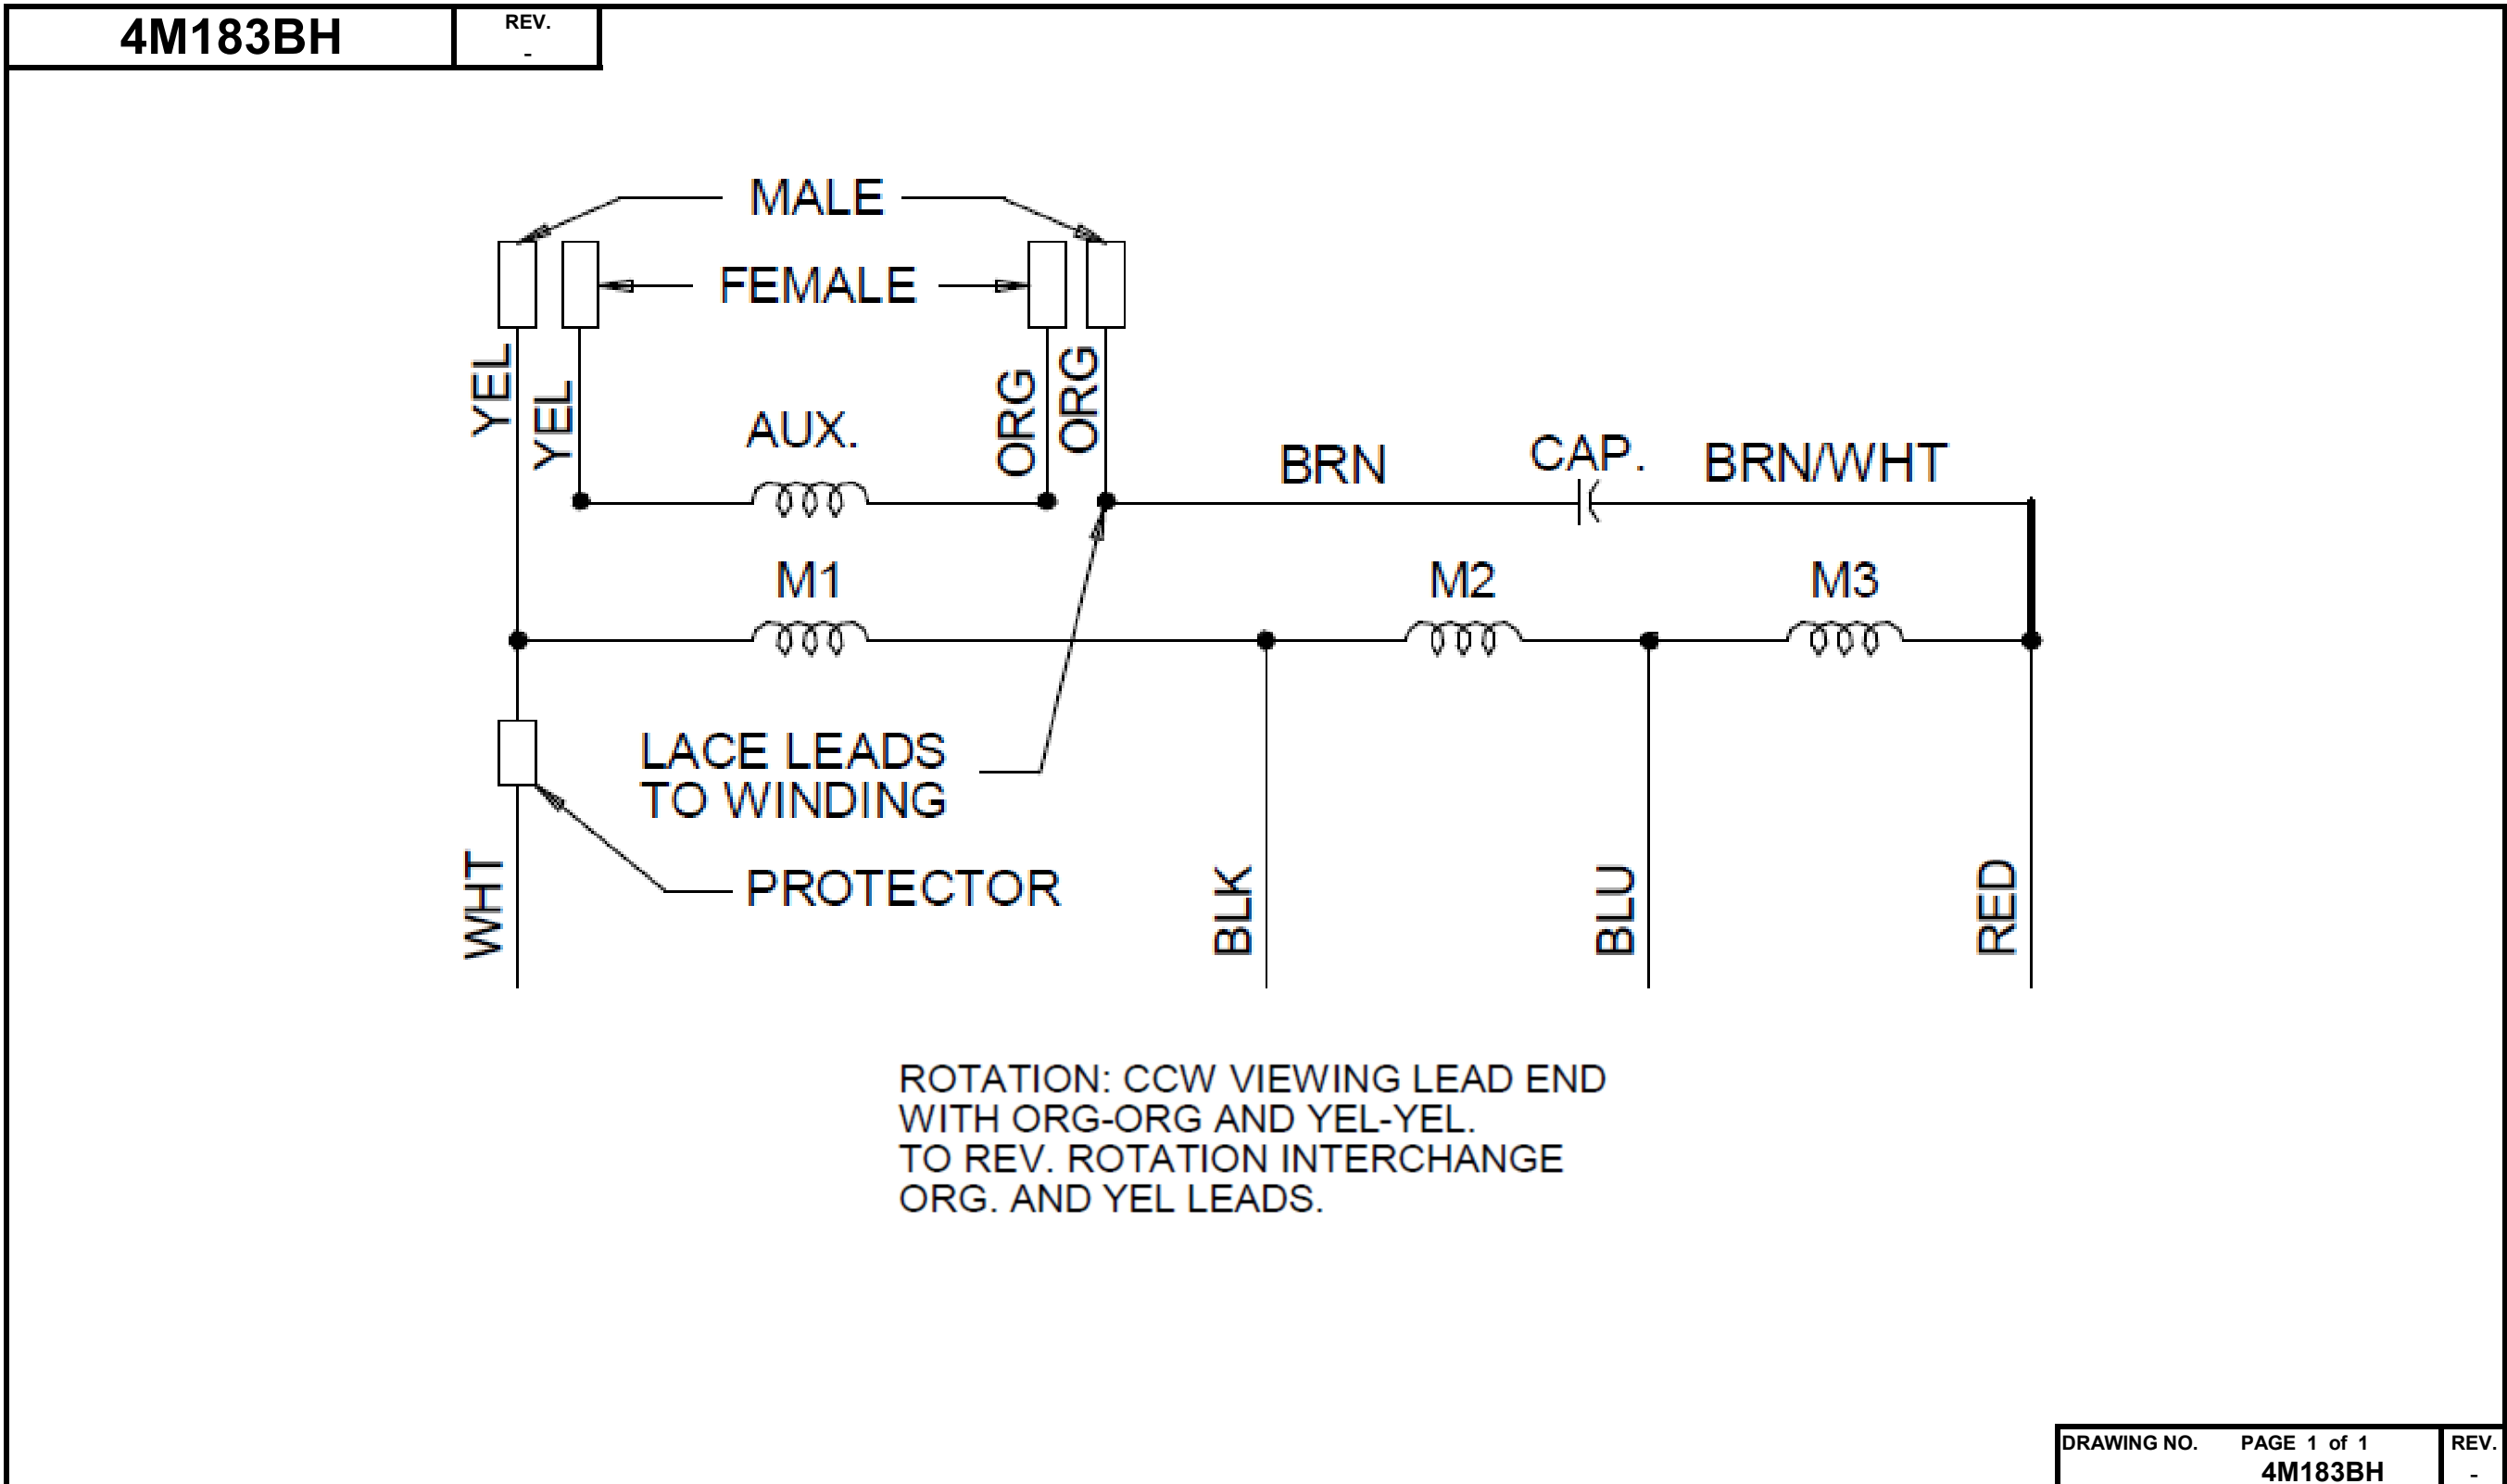 4M183BH
REV.
-
MALE
FEMALE
YEL
YEL
ORG
ORG
AUX.
BRN
CAP.
BRN/WHT
M1
M2
M3
LACE LEADS
TO WINDING
PROTECTOR
WHT
BLK
BLU
RED
ROTATION: CCW VIEWING LEAD END
WITH ORG-ORG AND YEL-YEL.
TO REV. ROTATION INTERCHANGE
ORG. AND YEL LEADS.
DRAWING NO. PAGE 1 of 1
4M183BH
REV.
-